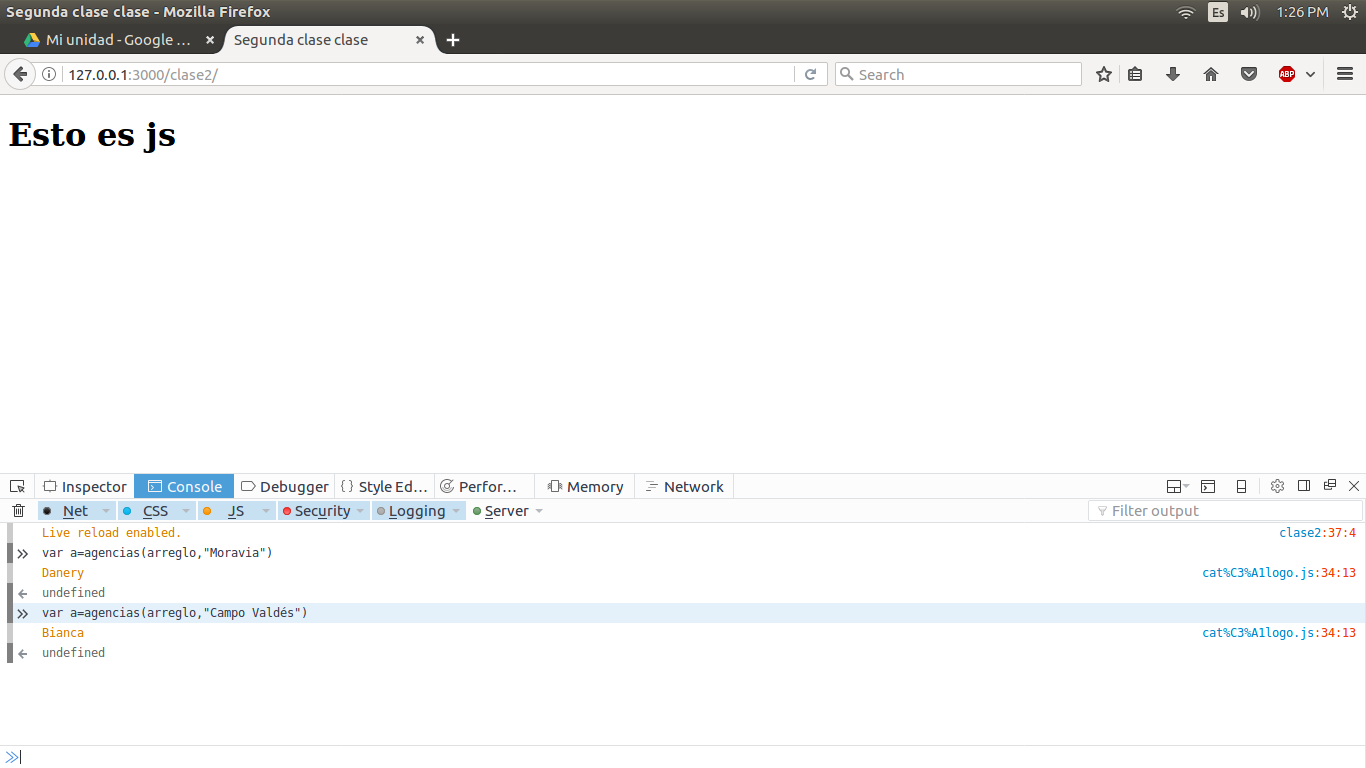 Segunda clase clase - Mozilla Firefox
Es
1:26 PM
Mi unidad - Google ...
Segunda clase clase
127.0.0.1:3000/clase2/
Search
ABP
Esto es js
Inspector
Console
Debugger
Style Ed...
Perfor...
Memory
Network
Net
CSS
JS
Security
Logging
Server
Filter output
Live reload enabled. clase2:37:4
var a=agencias(arreglo,"Moravia")
Danery cat%C3%A1logo.js:34:13
undefined
var a=agencias(arreglo,"Campo Valdés")
Bianca cat%C3%A1logo.js:34:13
undefined